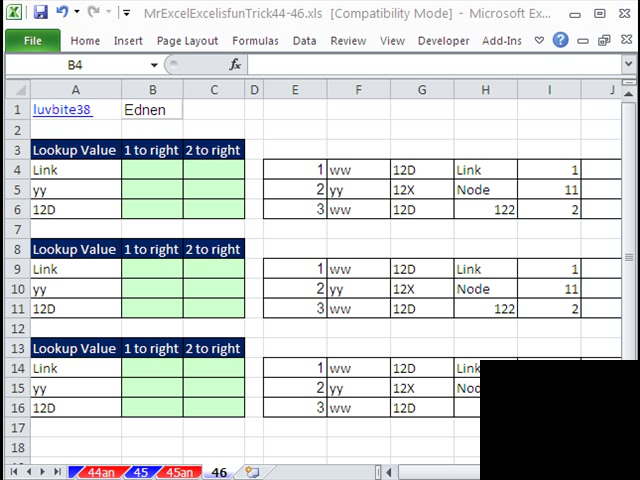 MrExcelExcelisfunTrick44-46.xls [Compatibility Mode] - Microsoft Ex...
File Home Insert Page Layout Formulas Data Review View Developer Add-Ins
B4 fx
A B C D E F G H I J
1 luvbite38 Ednen
2
3 Lookup Value 1 to right 2 to right
4 Link 1 ww 12D Link 1
5 yy 2 yy 12X Node 11
6 12D 3 ww 12D 122 2
7
8 Lookup Value 1 to right 2 to right
9 Link 1 ww 12D Link 1
10 yy 2 yy 12X Node 11
11 12D 3 ww 12D 122 2
12
13 Lookup Value 1 to right 2 to right
14 Link 1 ww 12D Link
15 yy 2 yy 12X
16 12D 3 ww 12D
17
18
44an 45 45an 46